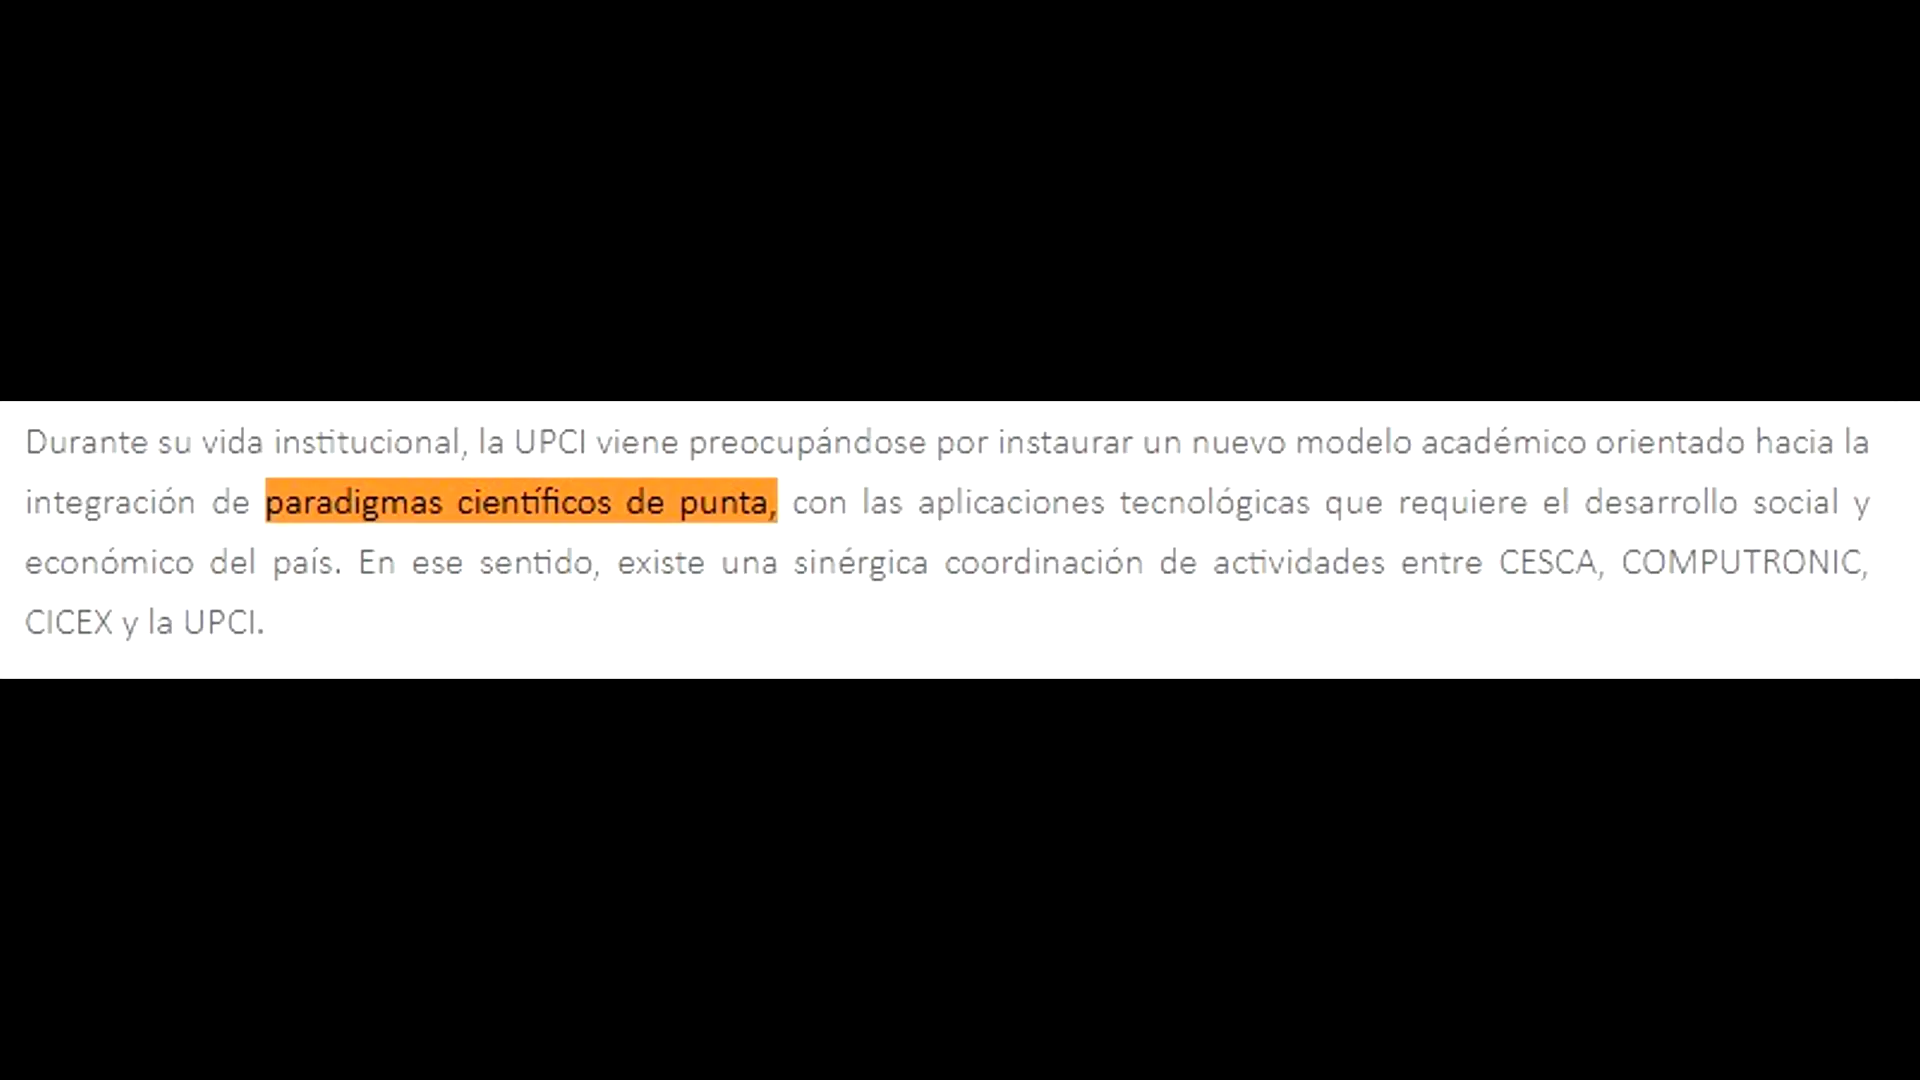 Durante su vida institucional, la UPCI viene preocupándose por instaurar un nuevo modelo académico orientado hacia la
integración de paradigmas científicos de punta, con las aplicaciones tecnológicas que requiere el desarrollo social y
económico del país. En ese sentido, existe una sinérgica coordinación de actividades entre CESCA, COMPUTRONIC,
CICEX y la UPCI.